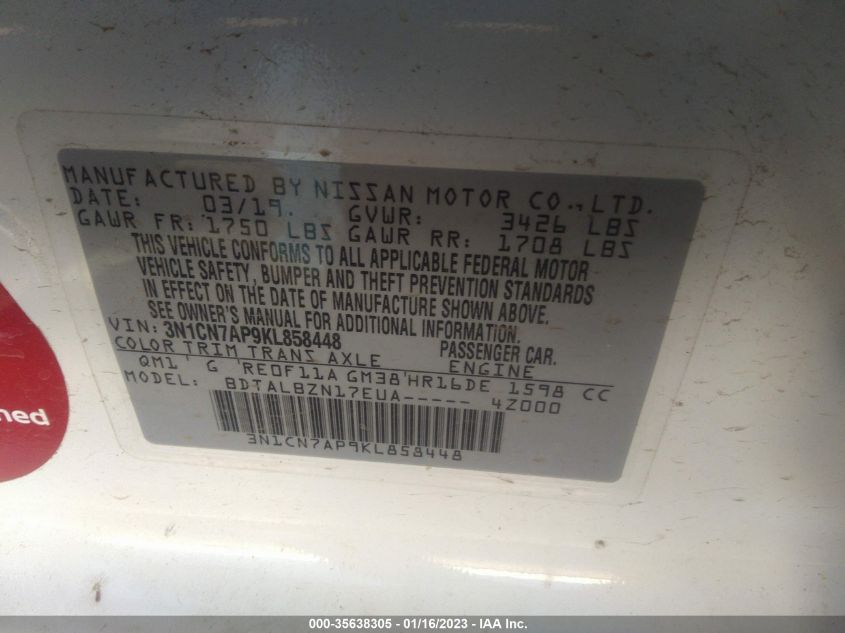 MANUFACTURED BY NISSAN MOTOR CO., LTD.
DATE: 03/19. GVWR: 3426 LBS
GAWR FR: 1750 LBS GAWR RR: 1708 LBS
THIS VEHICLE CONFORMS TO ALL APPLICABLE FEDERAL MOTOR
VEHICLE SAFETY, BUMPER AND THEFT PREVENTION STANDARDS
IN EFFECT ON THE DATE OF MANUFACTURE SHOWN ABOVE.
SEE OWNER'S MANUAL FOR ADDITIONAL INFORMATION.
VIN: 3N1CN7AP9KL858448 PASSENGER CAR.
COLOR TRIM TRANS AXLE ENGINE
QM1 ' G 'RE0F11A GM38'HR16DE 1598 CC
MODEL: BDTALBZN17EUA----- 4Z000
3N1CN7AP9KL858448
ned
000-35638305 - 01/16/2023 - IAA Inc.